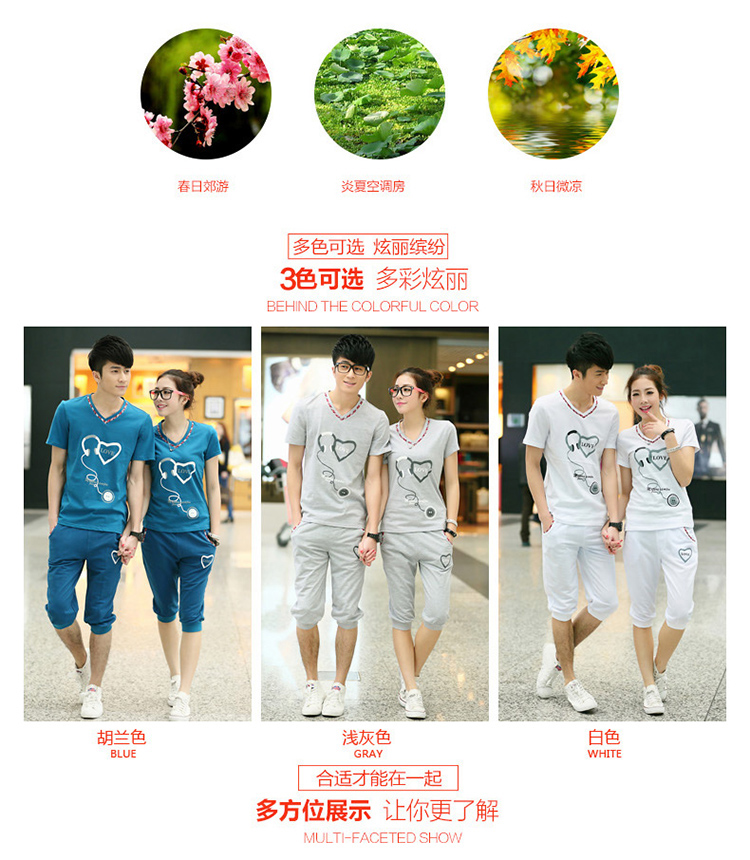 春日郊游
炎夏空调房
秋日微凉
多色可选 炫丽缤纷
3色可选 多彩炫丽
BEHIND THE COLORFUL COLOR
LOVE
LOVE
胡兰色
BLUE
浅灰色
GRAY
白色
WHITE
合适才能在一起
多方位展示 让你更了解
MULTI-FACETED SHOW